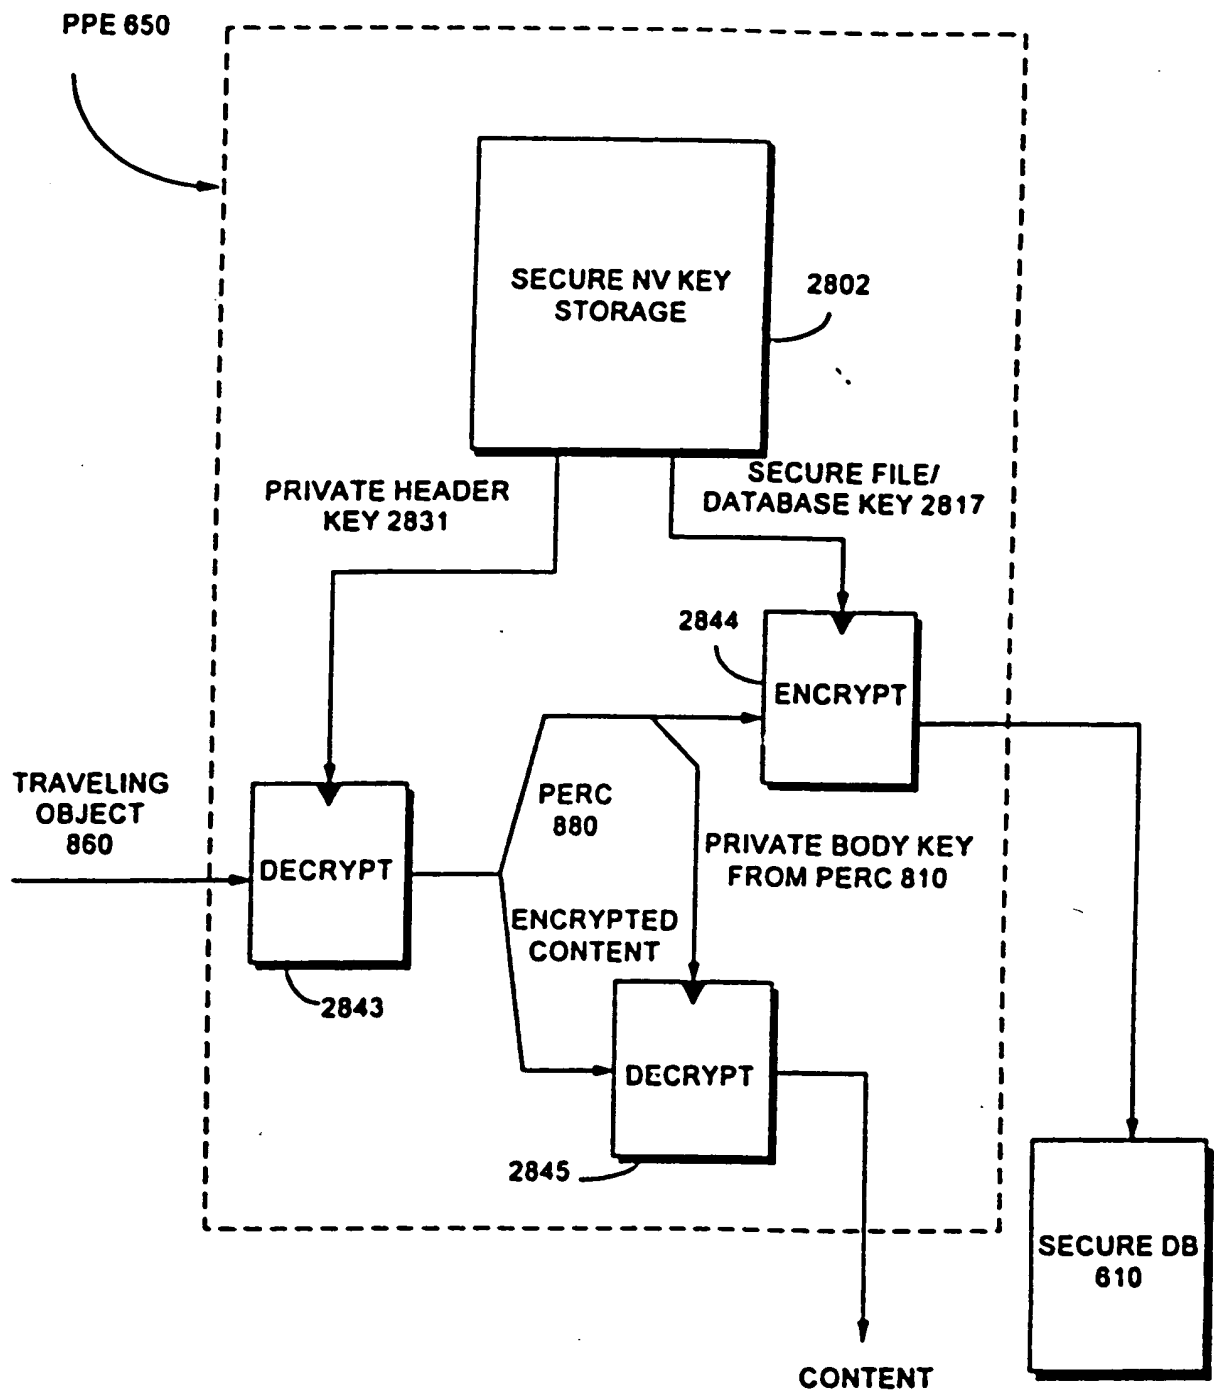 PPE 650
SECURE NV KEY
STORAGE
2802
PRIVATE HEADER
KEY 2831
SECURE FILE/
DATABASE KEY 2817
2844
ENCRYPT
TRAVELING
OBJECT
860
DECRYPT
PERC
880
PRIVATE BODY KEY
FROM PERC 810
ENCRYPTED
CONTENT
2843
DECRYPT
2845
SECURE DB
610
CONTENT